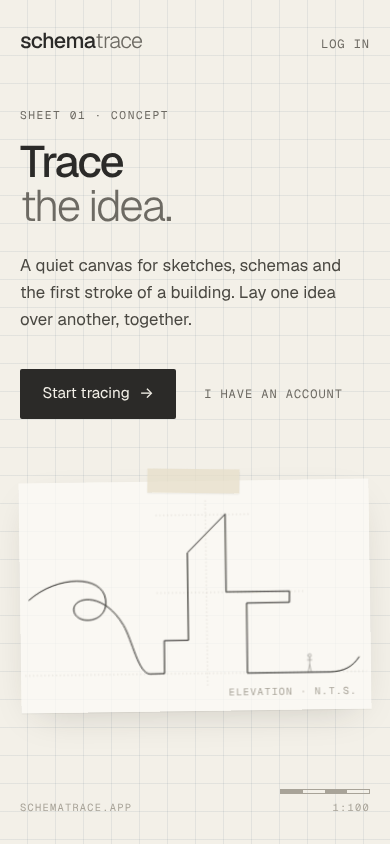 schematrace
LOG IN
SHEET 01 · CONCEPT
Trace
the idea.
A quiet canvas for sketches, schemas and
the first stroke of a building. Lay one idea
over another, together.
Start tracing →
I HAVE AN ACCOUNT
ELEVATION · N.T.S.
SCHEMATRACE.APP
1:100